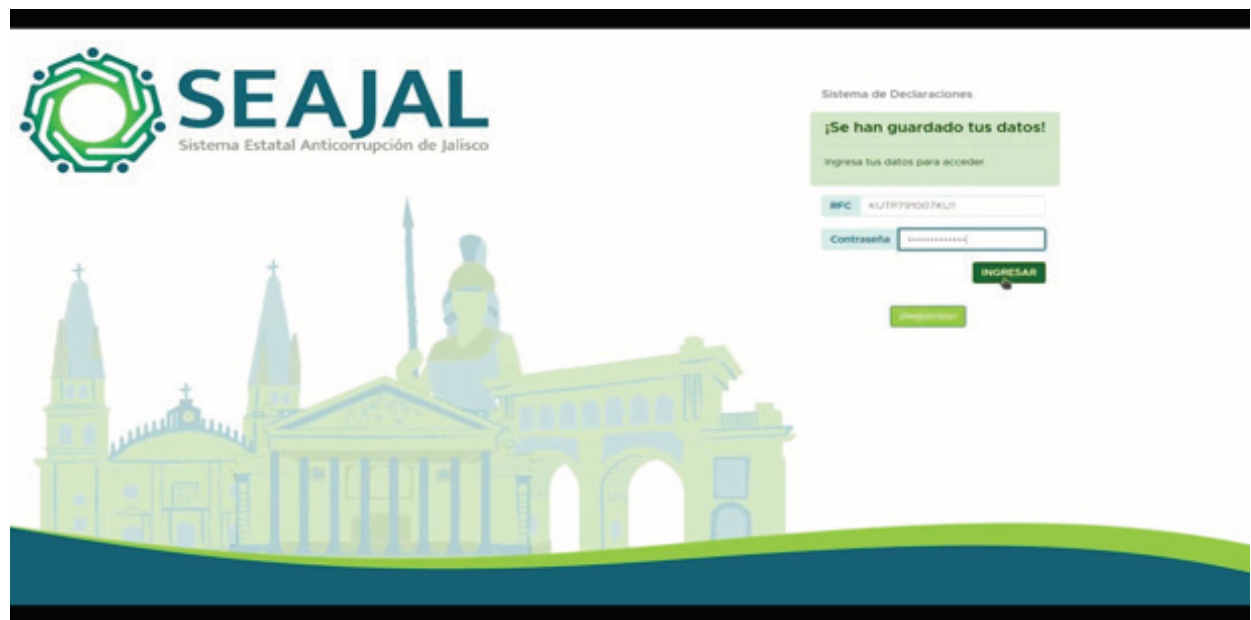 SEAJAL
Sistema Estatal Anticorrupción de Jalisco
Sistema de Declaraciones
¡Se han guardado tus datos!
Ingresa tus datos para acceder
RFC KUTP791007KU1
Contraseña
INGRESAR